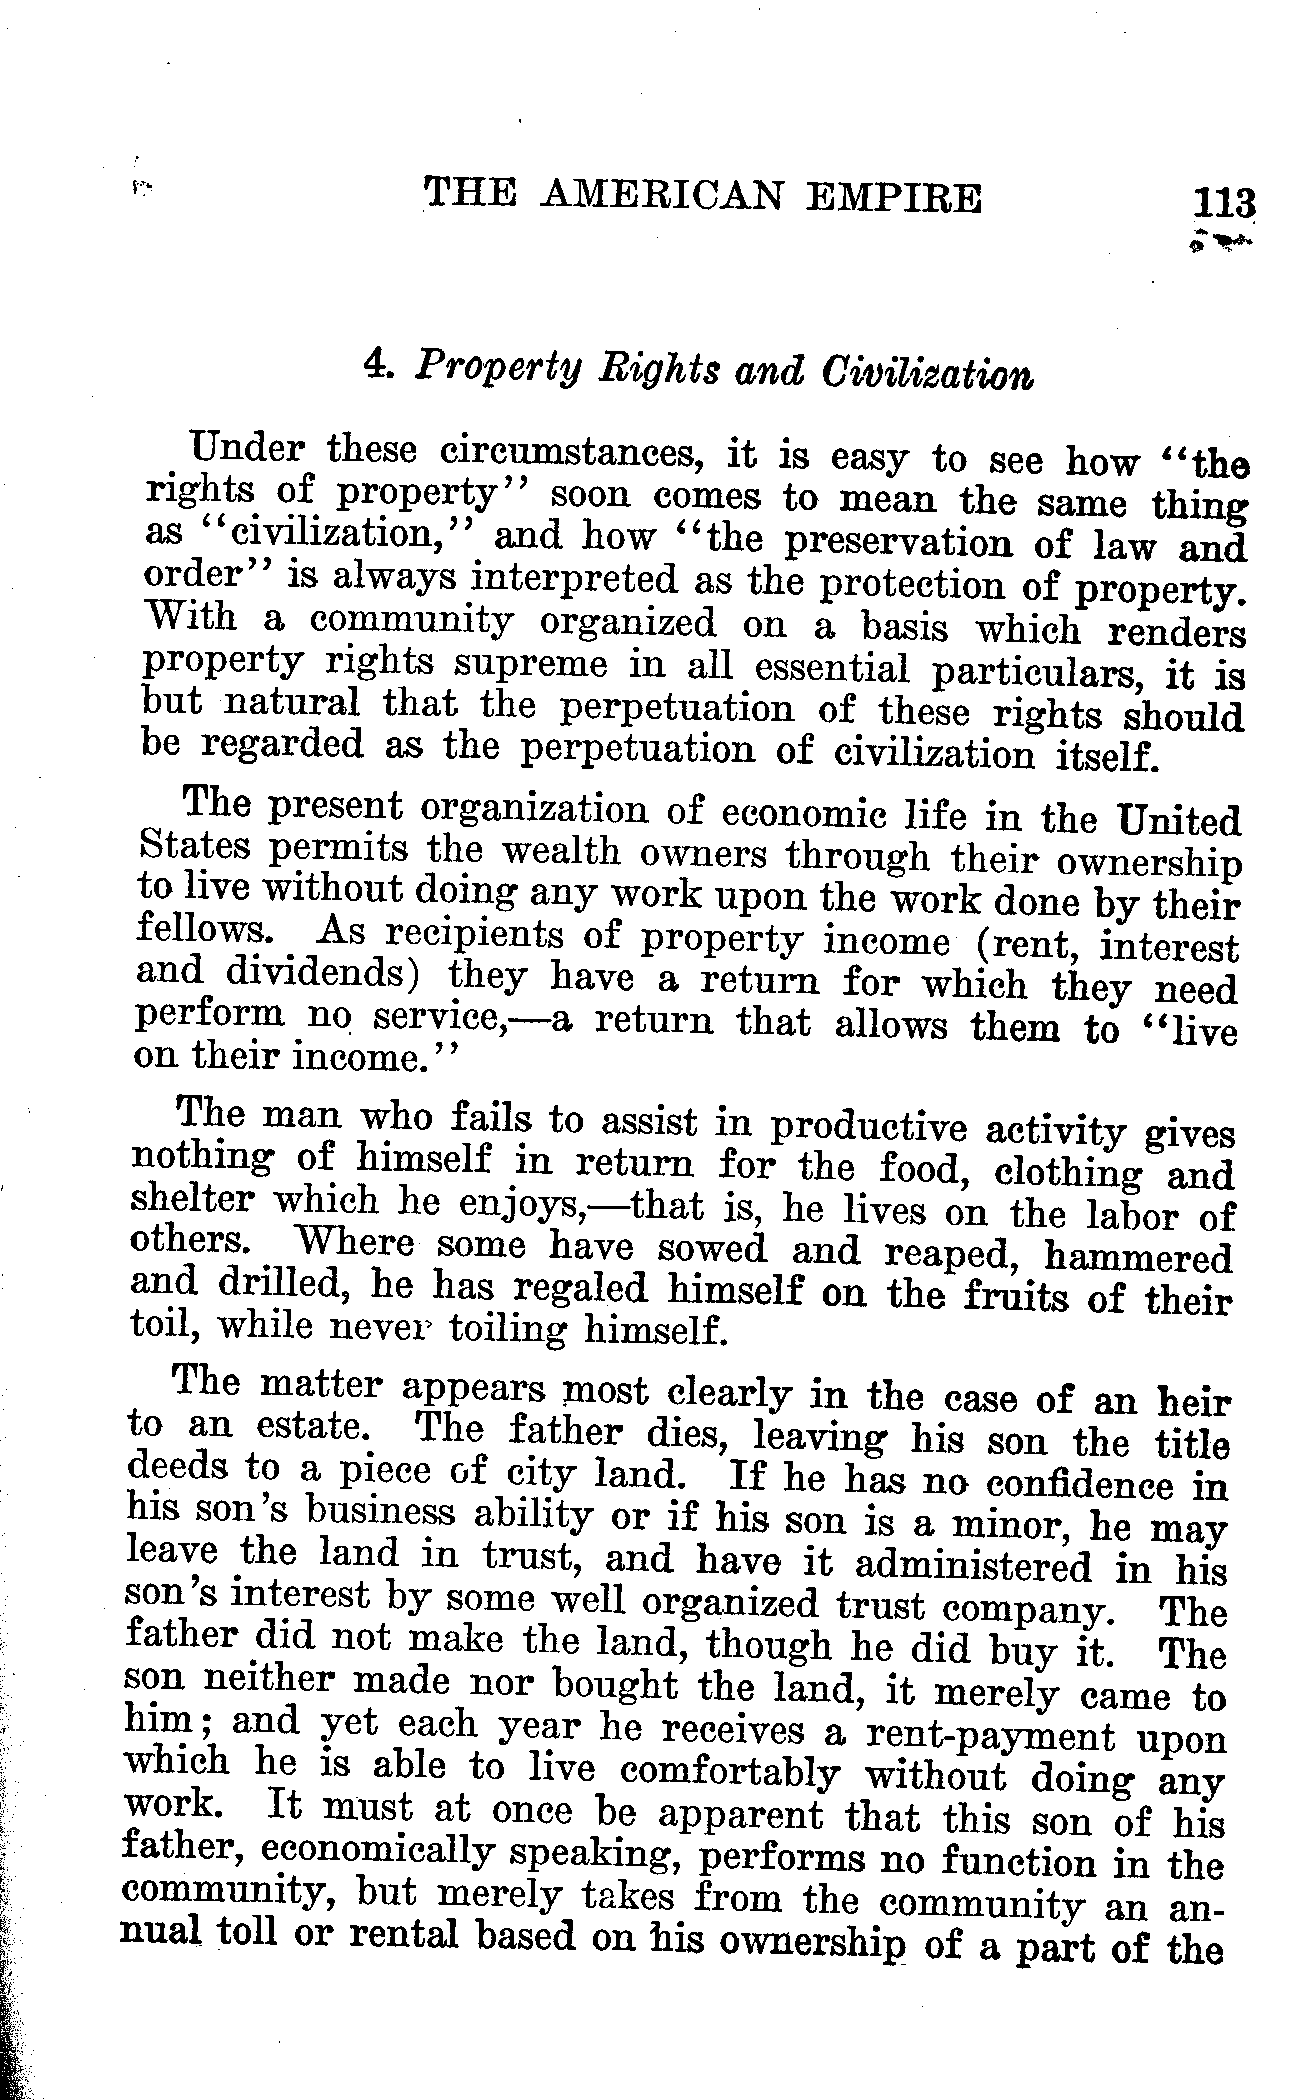 THE AMERICAN EMPIRE 113
4. Property Rights and Civilization
Under these circumstances, it is easy to see how "the
rights of property" soon comes to mean the same thing
as "civilization," and how "the preservation of law and
order" is always interpreted as the protection of property.
With a community organized on a basis which renders
property rights supreme in all essential particulars, it is
but natural that the perpetuation of these rights should
be regarded as the perpetuation of civilization itself.
The present organization of economic life in the United
States permits the wealth owners through their ownership
to live without doing any work upon the work done by their
fellows. As recipients of property income (rent, interest
and dividends) they have a return for which they need
perform no service,—a return that allows them to "live
on their income."
The man who fails to assist in productive activity gives
nothing of himself in return for the food, clothing and
shelter which he enjoys,—that is, he lives on the labor of
others. Where some have sowed and reaped, hammered
and drilled, he has regaled himself on the fruits of their
toil, while never toiling himself.
The matter appears most clearly in the case of an heir
to an estate. The father dies, leaving his son the title
deeds to a piece of city land. If he has no confidence in
his son's business ability or if his son is a minor, he may
leave the land in trust, and have it administered in his
son's interest by some well organized trust company. The
father did not make the land, though he did buy it. The
son neither made nor bought the land, it merely came to
him; and yet each year he receives a rent-payment upon
which he is able to live comfortably without doing any
work. It must at once be apparent that this son of his
father, economically speaking, performs no function in the
community, but merely takes from the community an an-
nual toll or rental based on his ownership of a part of the